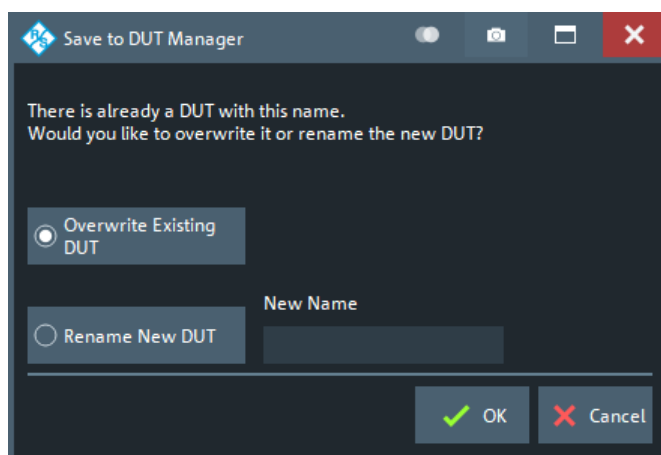 R&S
Save to DUT Manager
There is already a DUT with this name.
Would you like to overwrite it or rename the new DUT?
Overwrite Existing
DUT
New Name
Rename New DUT
OK
Cancel